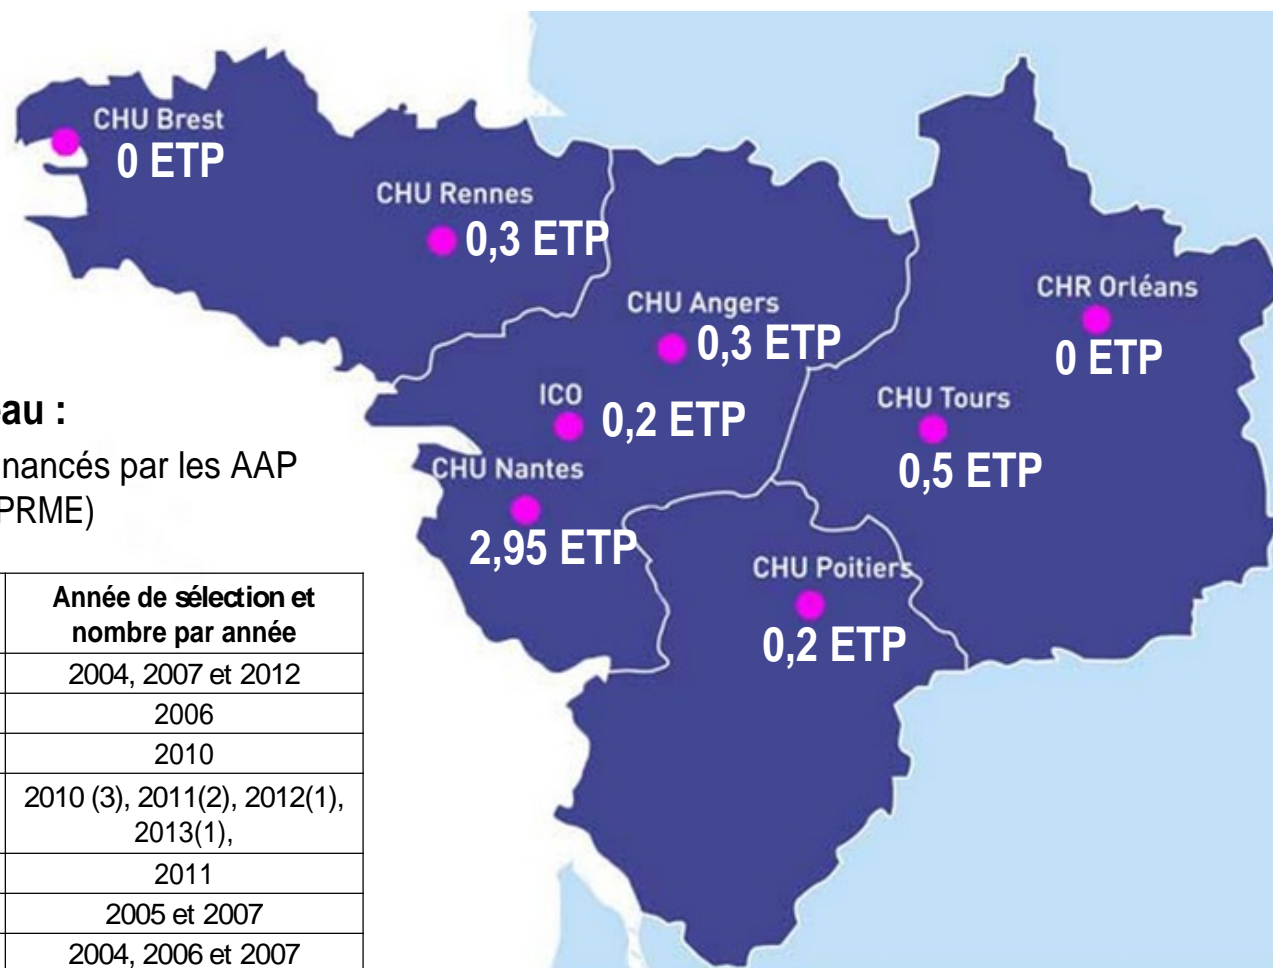 CHU Brest
0 ETP
CHU Rennes
0,3 ETP
CHU Angers
0,3 ETP
CHR Orléans
0 ETP
ICO
0,2 ETP
CHU Tours
0,5 ETP
CHU Nantes
2,95 ETP
CHU Poitiers
0,2 ETP
au :
nancés par les AAP
PRME)
Année de sélection et
nombre par année
2004, 2007 et 2012
2006
2010
2010 (3), 2011(2), 2012(1),
2013(1),
2011
2005 et 2007
2004, 2006 et 2007